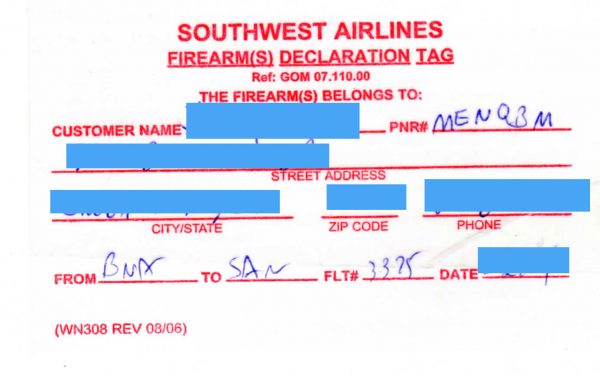 SOUTHWEST AIRLINES
FIREARM(S) DECLARATION TAG
Ref: GOM 07.110.00
THE FIREARM(S) BELONGS TO:
CUSTOMER NAME PNR# MENQBM
STREET ADDRESS
CITY/STATE ZIP CODE PHONE
FROM BNA TO SAN FLT# 3395 DATE
(WN308 REV 08/06)